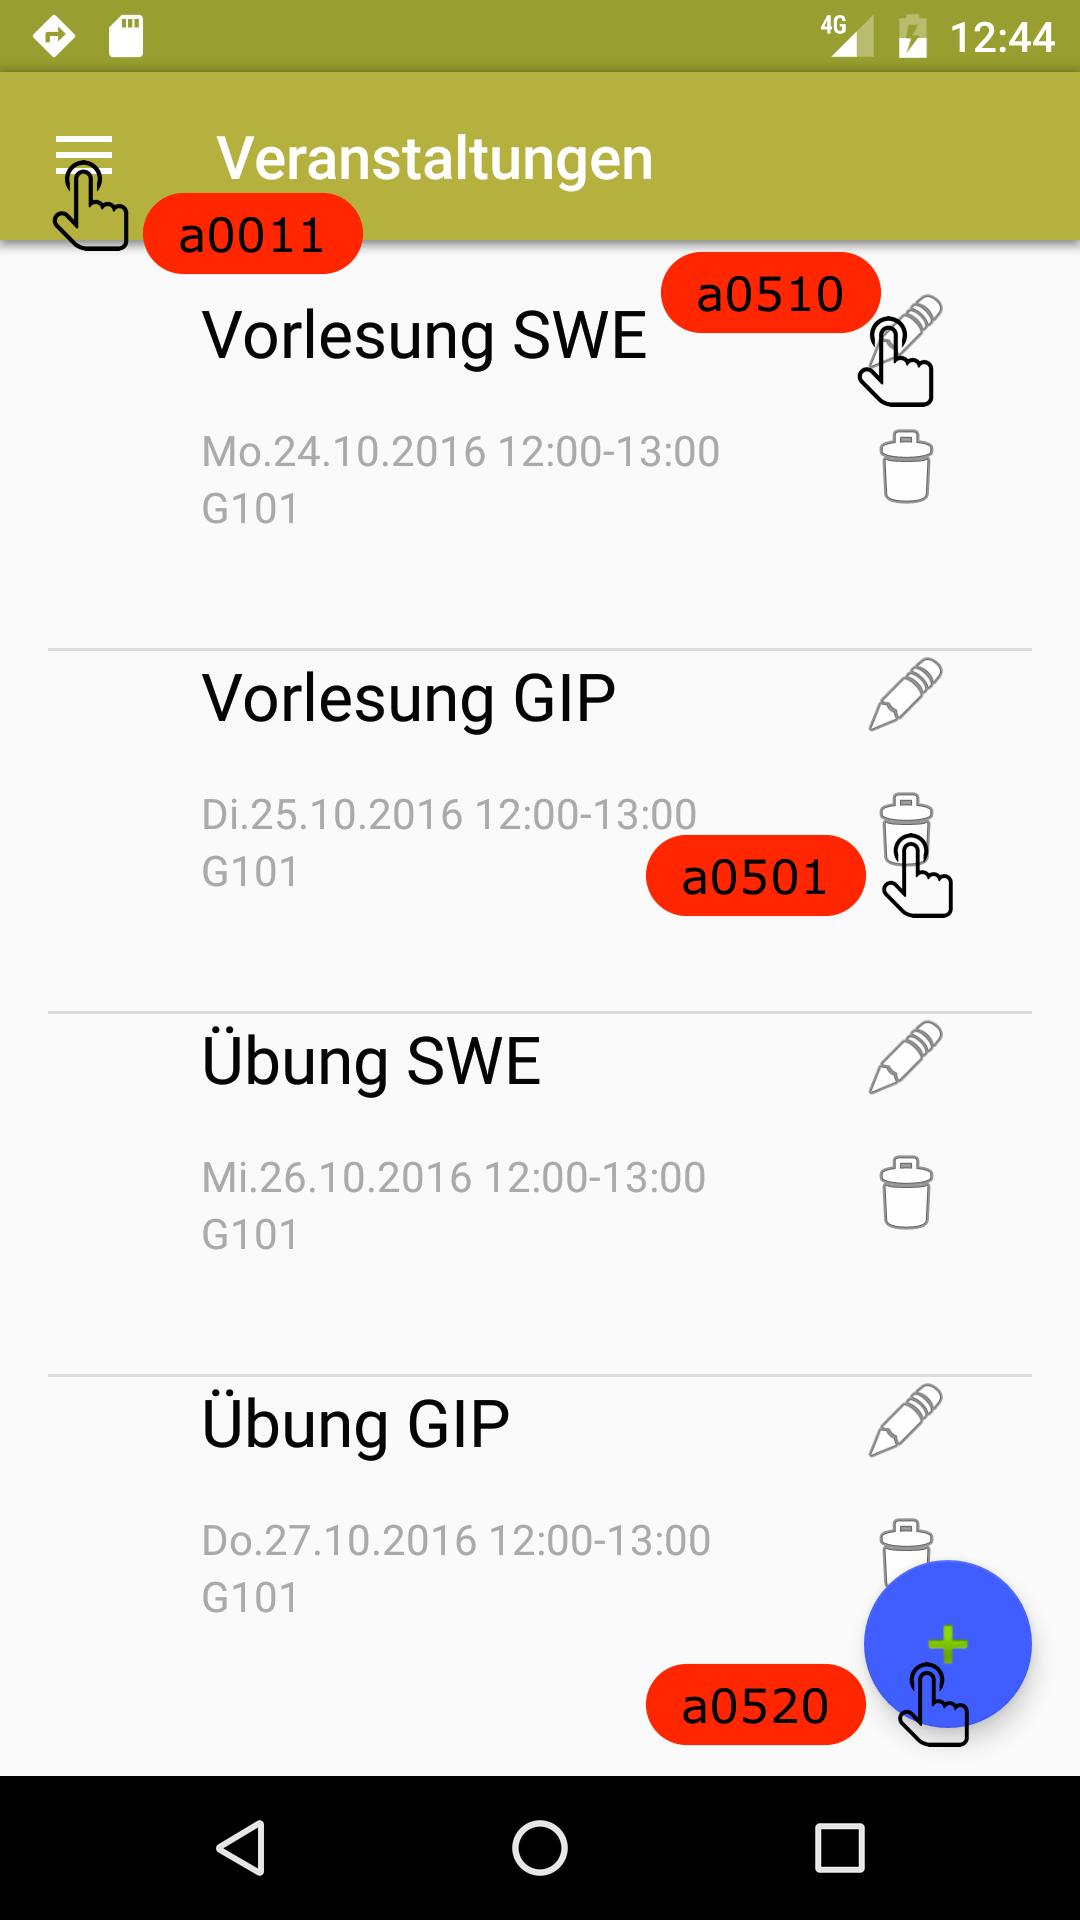 4G 12:44
Veranstaltungen
a0011
a0510
Vorlesung SWE
Mo.24.10.2016 12:00-13:00
G101
Vorlesung GIP
Di.25.10.2016 12:00-13:00
G101
a0501
Übung SWE
Mi.26.10.2016 12:00-13:00
G101
Übung GIP
Do.27.10.2016 12:00-13:00
G101
a0520